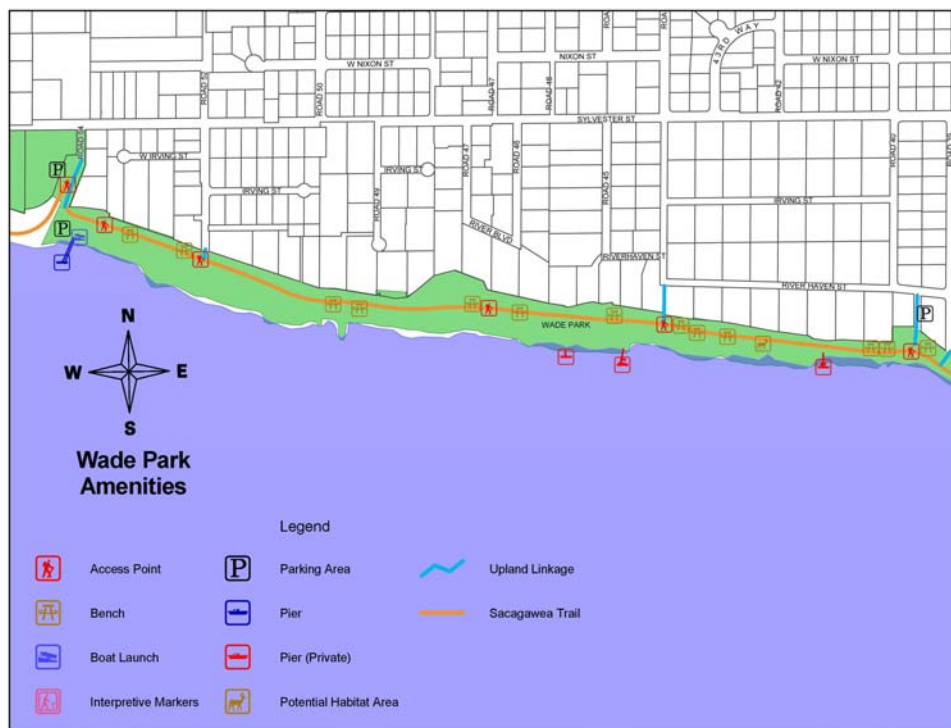 43RD WAY
W NIXON ST
NIXON ST
W NIXON ST
ROAD 50
ROAD 47
ROAD 46
ROAD 42
SYLVESTER ST
ROAD 54
W IRVING ST
IRVING ST
ROAD 49
IRVING ST
ROAD 47
ROAD 46
ROAD 45
ROAD 40
IRVING ST
RIVER BLVD
RIVERHAVEN ST
RIVER HAVEN ST
P
P
P
WADE PARK
N
W E
S
Wade Park
Amenities
Legend
Access Point
P Parking Area
Upland Linkage
Bench
Pier
Sacagawea Trail
Boat Launch
Pier (Private)
Interpretive Markers
Potential Habitat Area